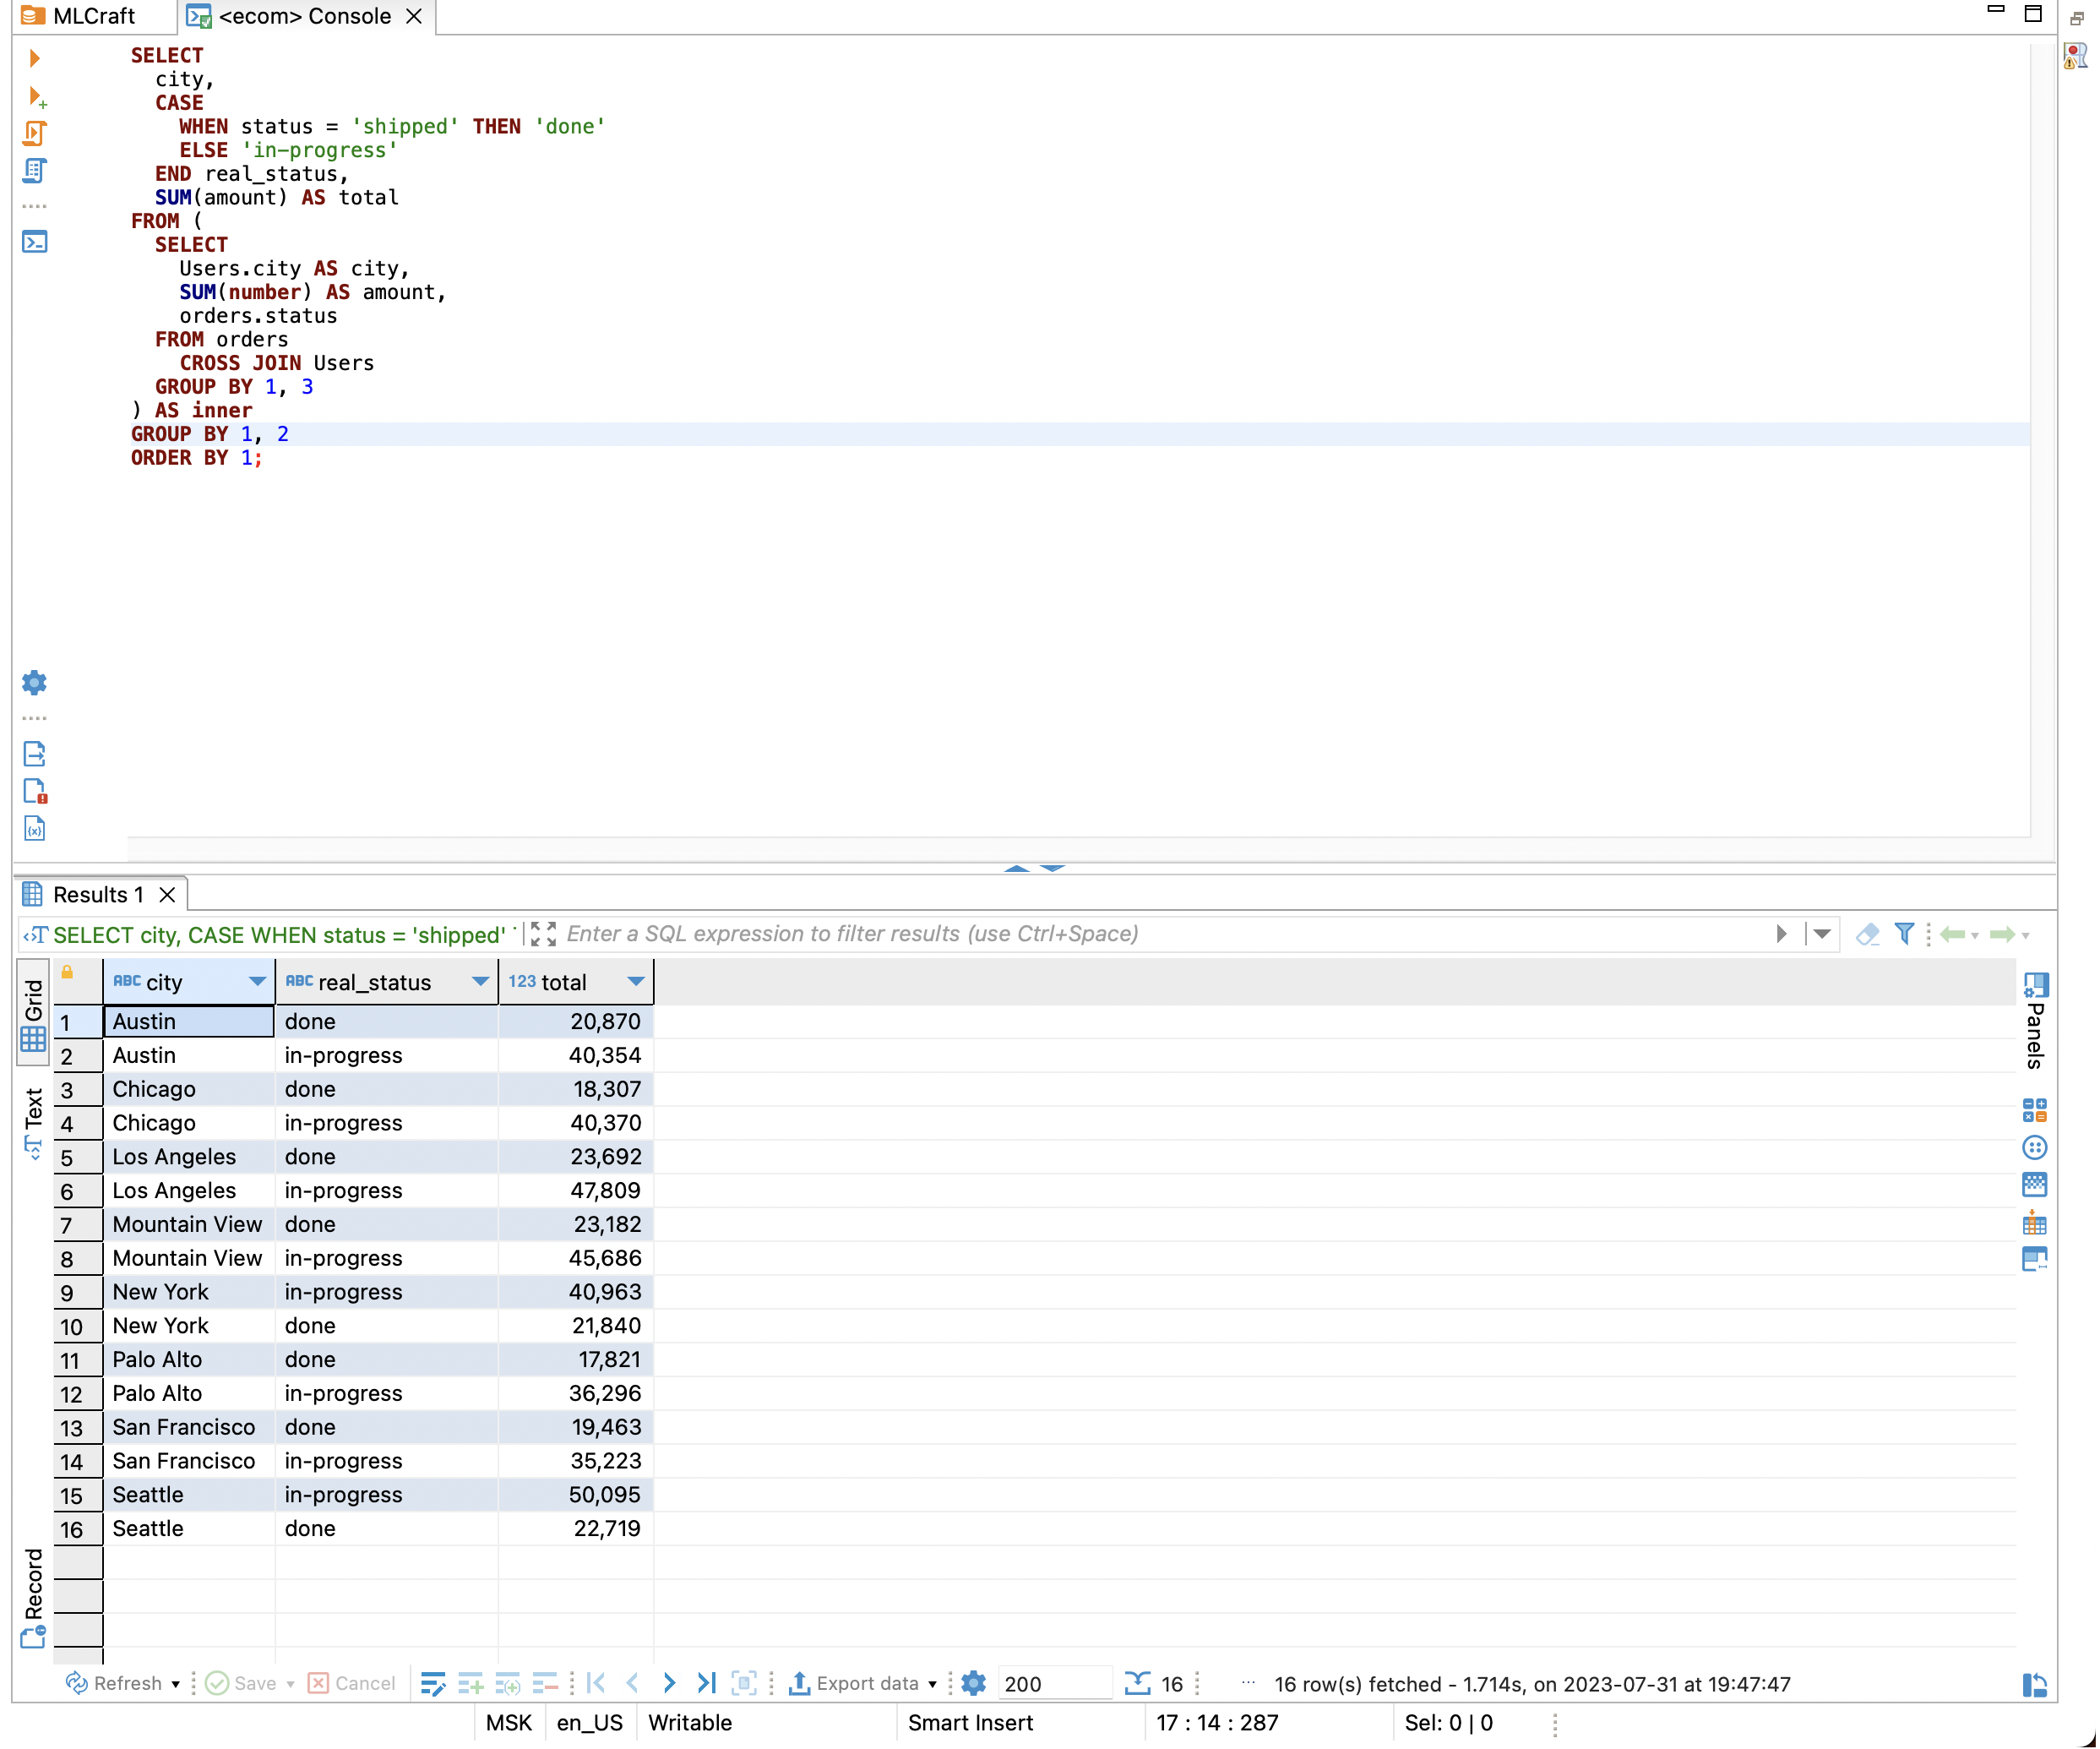 MLCraft <ecom> Console
SELECT
city,
CASE
WHEN status = 'shipped' THEN 'done'
ELSE 'in-progress'
END real_status,
SUM(amount) AS total
FROM (
SELECT
Users.city AS city,
SUM(number) AS amount,
orders.status
FROM orders
CROSS JOIN Users
GROUP BY 1, 3
) AS inner
GROUP BY 1, 2
ORDER BY 1;
Results 1
SELECT city, CASE WHEN status = 'shipped' Enter a SQL expression to filter results (use Ctrl+Space)
Grid
Text
Record
ABC city ABC real_status 123 total
1 Austin done 20,870
2 Austin in-progress 40,354
3 Chicago done 18,307
4 Chicago in-progress 40,370
5 Los Angeles done 23,692
6 Los Angeles in-progress 47,809
7 Mountain View done 23,182
8 Mountain View in-progress 45,686
9 New York in-progress 40,963
10 New York done 21,840
11 Palo Alto done 17,821
12 Palo Alto in-progress 36,296
13 San Francisco done 19,463
14 San Francisco in-progress 35,223
15 Seattle in-progress 50,095
16 Seattle done 22,719
Panels
Refresh Save Cancel Export data 200 16 ... 16 row(s) fetched - 1.714s, on 2023-07-31 at 19:47:47
MSK en_US Writable Smart Insert 17 : 14 : 287 Sel: 0 | 0